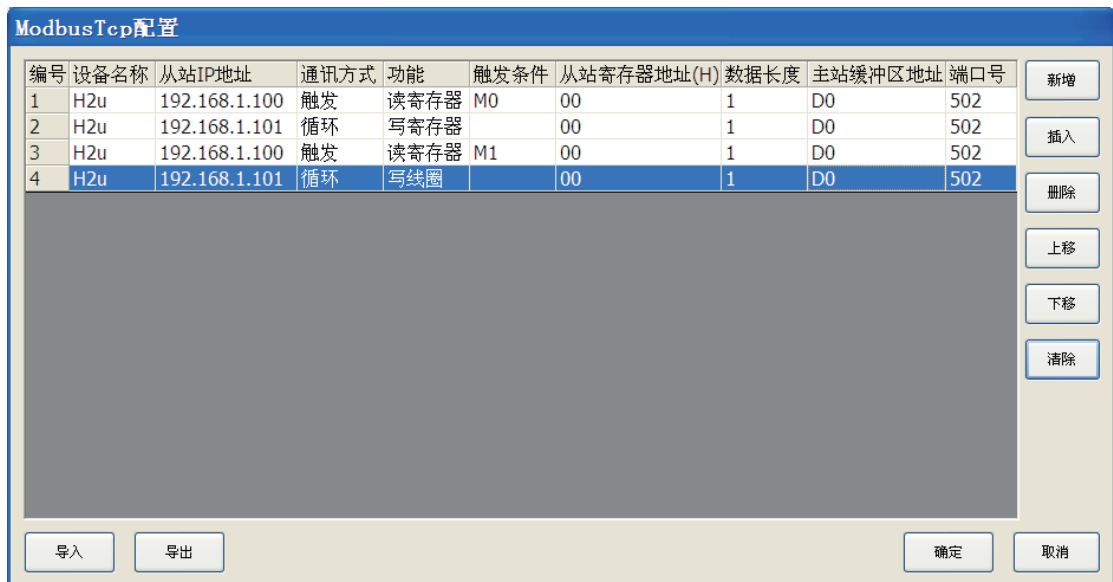 ModbusTcp配置
编号 设备名称 从站IP地址 通讯方式 功能 触发条件 从站寄存器地址(H) 数据长度 主站缓冲区地址 端口号
1 H2u 192.168.1.100 触发 读寄存器 M0 00 1 D0 502
2 H2u 192.168.1.101 循环 写寄存器 00 1 D0 502
3 H2u 192.168.1.100 触发 读寄存器 M1 00 1 D0 502
4 H2u 192.168.1.101 循环 写线圈 00 1 D0 502
新增
插入
删除
上移
下移
清除
导入 导出 确定 取消